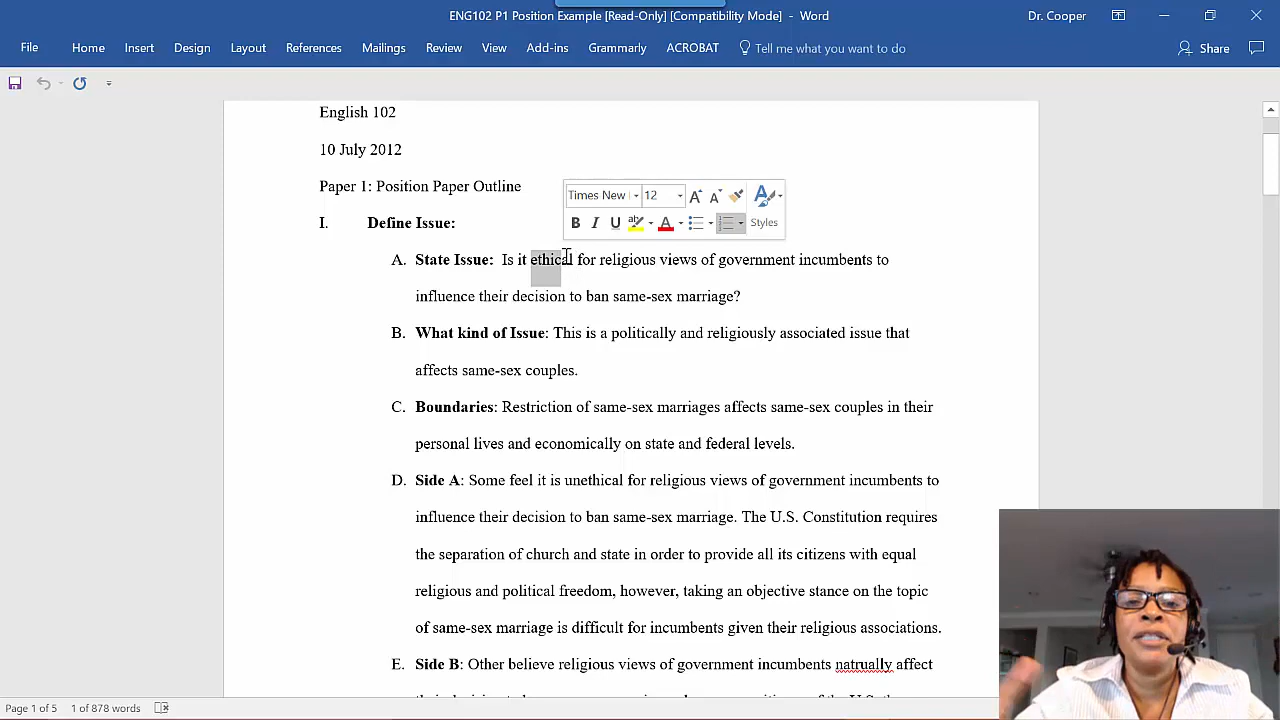 ENG102 P1 Position Example [Read-Only] [Compatibility Mode] - Word
Dr. Cooper
File Home Insert Design Layout References Mailings Review View Add-ins Grammarly ACROBAT Tell me what you want to do Share
English 102
10 July 2012
Paper 1: Position Paper Outline
Times New 12
I. Define Issue:
B I U ab A Styles
A. State Issue: Is it ethical for religious views of government incumbents to
influence their decision to ban same-sex marriage?
B. What kind of Issue: This is a politically and religiously associated issue that
affects same-sex couples.
C. Boundaries: Restriction of same-sex marriages affects same-sex couples in their
personal lives and economically on state and federal levels.
D. Side A: Some feel it is unethical for religious views of government incumbents to
influence their decision to ban same-sex marriage. The U.S. Constitution requires
the separation of church and state in order to provide all its citizens with equal
religious and political freedom, however, taking an objective stance on the topic
of same-sex marriage is difficult for incumbents given their religious associations.
E. Side B: Other believe religious views of government incumbents natrually affect
Page 1 of 5 1 of 878 words